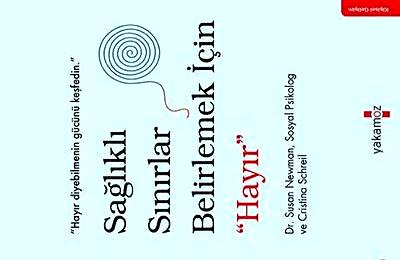 Kişisel Gelişim
"Hayır diyebilmenin gücünü keşfedin."
Sağlıklı
Sınırlar
Belirlemek İçin
"Hayır"
Dr. Susan Newman, Sosyal Psikolog
ve Cristina Schreil
yakamoz